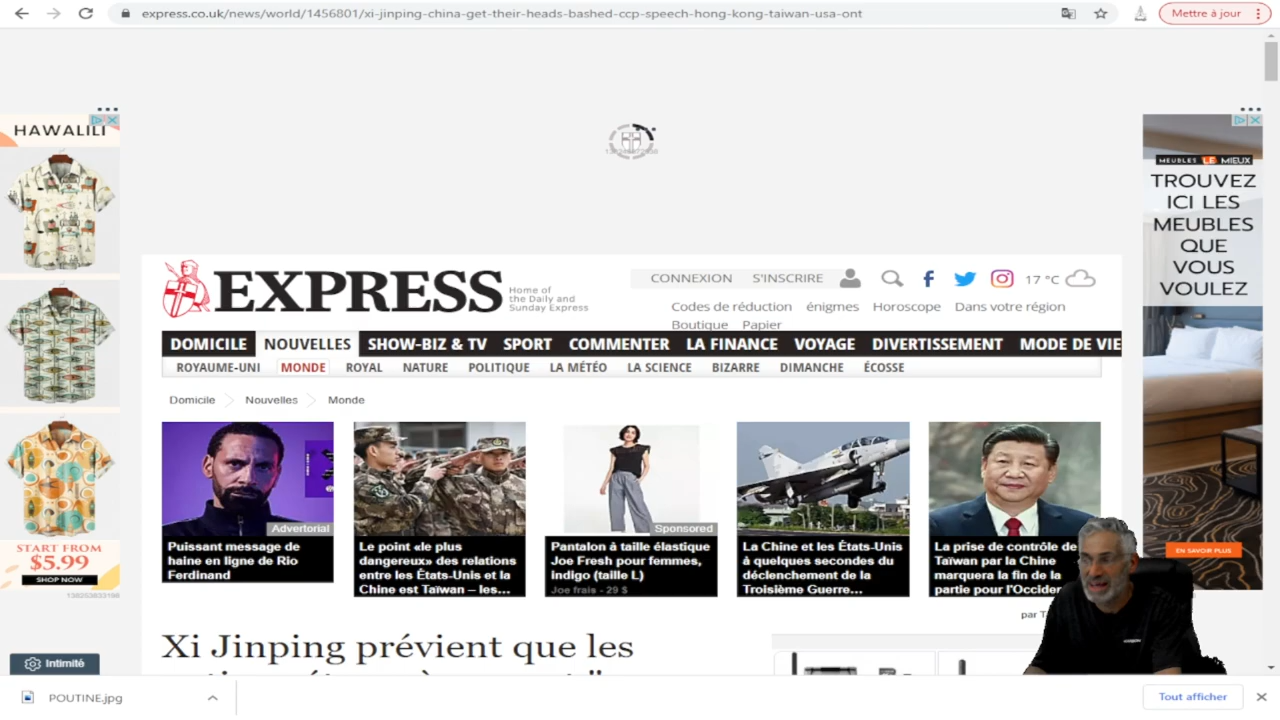 express.co.uk/news/world/1456801/xi-jinping-china-get-their-heads-bashed-ccp-speech-hong-kong-taiwan-usa-ont
Mettre à jour
HAWALILI
START FROM
$5.99
SHOP NOW
MEUBLES LE MIEUX
TROUVEZ
ICI LES
MEUBLES
QUE
VOUS
VOULEZ
EN SAVOIR PLUS
EXPRESS
Home of
the Daily and
Sunday Express
CONNEXION S'INSCRIRE 17 °C
Codes de réduction énigmes Horoscope Dans votre région
Boutique Papier
DOMICILE NOUVELLES SHOW-BIZ & TV SPORT COMMENTER LA FINANCE VOYAGE DIVERTISSEMENT MODE DE VIE
ROYAUME-UNI MONDE ROYAL NATURE POLITIQUE LA MÉTÉO LA SCIENCE BIZARRE DIMANCHE ÉCOSSE
Domicile Nouvelles Monde
Advertorial
Puissant message de
haine en ligne de Rio
Ferdinand
Le point «le plus
dangereux» des relations
entre les États-Unis et la
Chine est Taïwan – les...
Sponsored
Pantalon à taille élastique
Joe Fresh pour femmes,
Indigo (taille L)
Joe frais - 29 $
La Chine et les États-Unis
à quelques secondes du
déclenchement de la
Troisième Guerre...
La prise de contrôle de
Taïwan par la Chine
marquera la fin de la
partie pour l'Occiden
par
Xi Jinping prévient que les
Intimité
POUTINE.jpg
Tout afficher